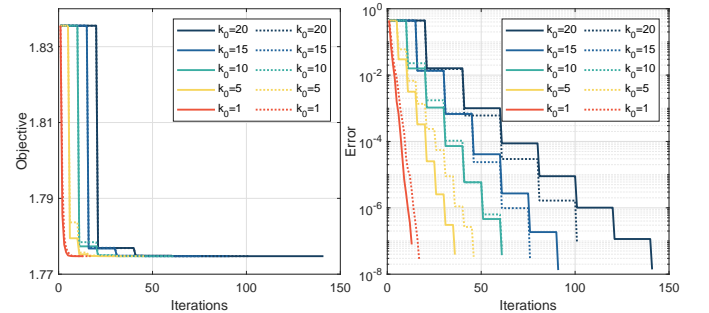 1.83
1.81
1.79
1.77
Objective
0
50
100
150
Iterations
k0=20 k0=20
k0=15 k0=15
k0=10 k0=10
k0=5 k0=5
k0=1 k0=1
10^0
10^-2
10^-4
10^-6
10^-8
Error
0
50
100
150
Iterations
k0=20 k0=20
k0=15 k0=15
k0=10 k0=10
k0=5 k0=5
k0=1 k0=1